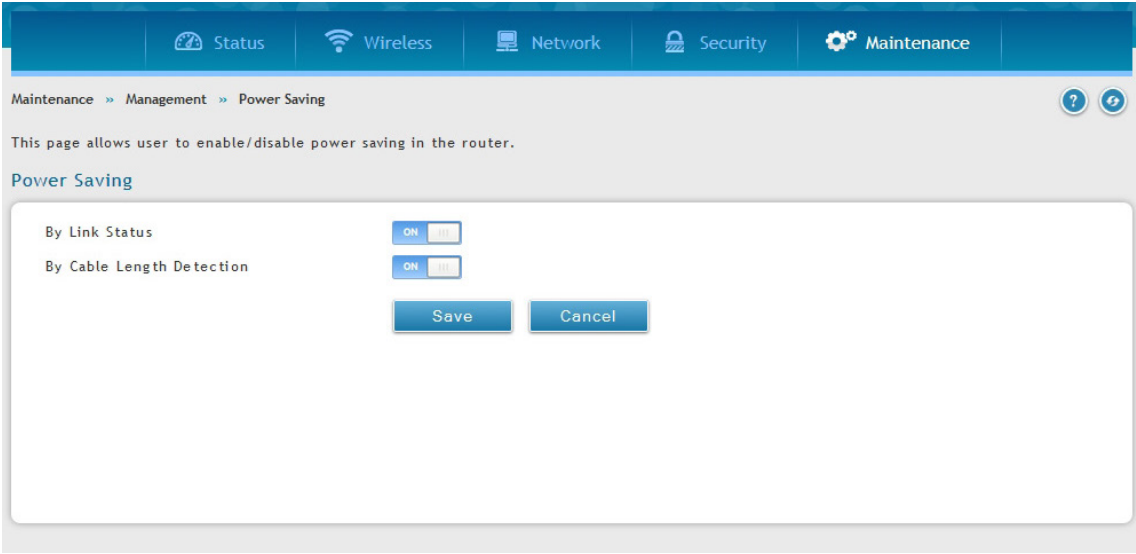 Status Wireless Network Security Maintenance
Maintenance » Management » Power Saving
?
This page allows user to enable/disable power saving in the router.
Power Saving
By Link Status ON
By Cable Length Detection ON
Save Cancel